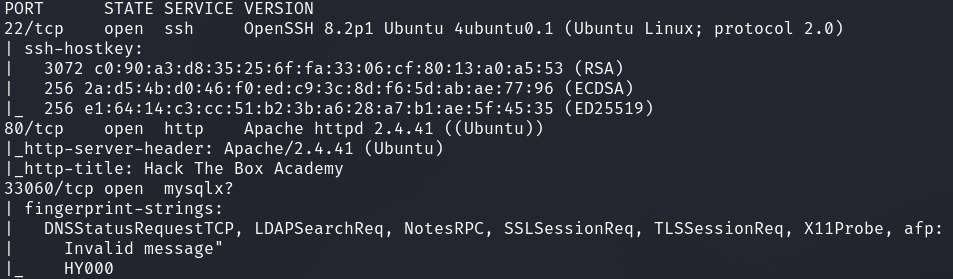 PORT      STATE SERVICE VERSION
22/tcp    open  ssh     OpenSSH 8.2p1 Ubuntu 4ubuntu0.1 (Ubuntu Linux; protocol 2.0)
| ssh-hostkey:
|   3072 c0:90:a3:d8:35:25:6f:fa:33:06:cf:80:13:a0:a5:53 (RSA)
|   256 2a:d5:4b:d0:46:f0:ed:c9:3c:8d:f6:5d:ab:ae:77:96 (ECDSA)
|_  256 e1:64:14:c3:cc:51:b2:3b:a6:28:a7:b1:ae:5f:45:35 (ED25519)
80/tcp    open  http    Apache httpd 2.4.41 ((Ubuntu))
|_http-server-header: Apache/2.4.41 (Ubuntu)
|_http-title: Hack The Box Academy
33060/tcp open  mysqlx?
| fingerprint-strings:
|   DNSStatusRequestTCP, LDAPSearchReq, NotesRPC, SSLSessionReq, TLSSessionReq, X11Probe, afp:
|     Invalid message"
|_    HY000